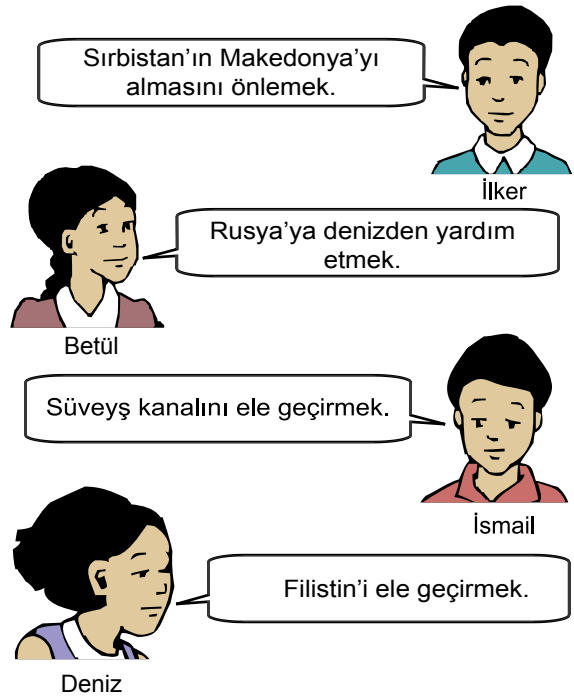 Sırbistan’ın Makedonya’yı
almasını önlemek.
İlker
Rusya’ya denizden yardım
etmek.
Betül
Süveyş kanalını ele geçirmek.
İsmail
Filistin’i ele geçirmek.
Deniz